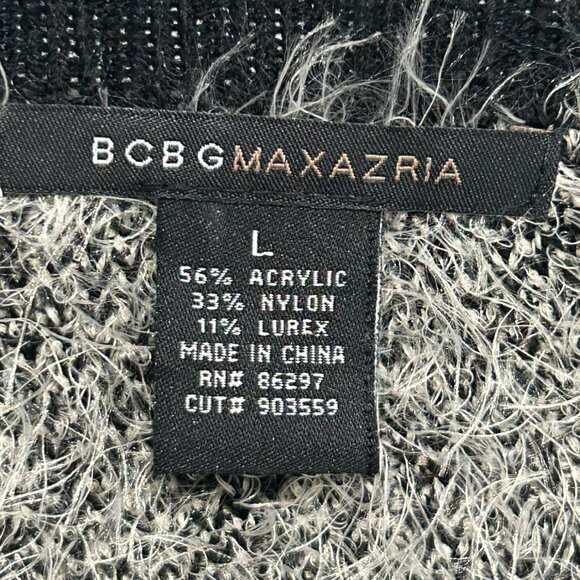 BCBGMAXAZRIA
L
56% ACRYLIC
33% NYLON
11% LUREX
MADE IN CHINA
RN# 86297
CUT# 903559